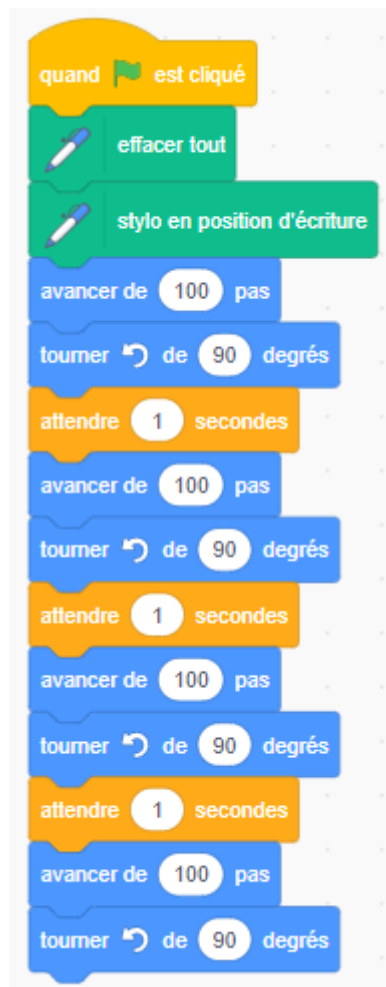 quand est cliqué
effacer tout
stylo en position d'écriture
avancer de 100 pas
tourner de 90 degrés
attendre 1 secondes
avancer de 100 pas
tourner de 90 degrés
attendre 1 secondes
avancer de 100 pas
tourner de 90 degrés
attendre 1 secondes
avancer de 100 pas
tourner de 90 degrés